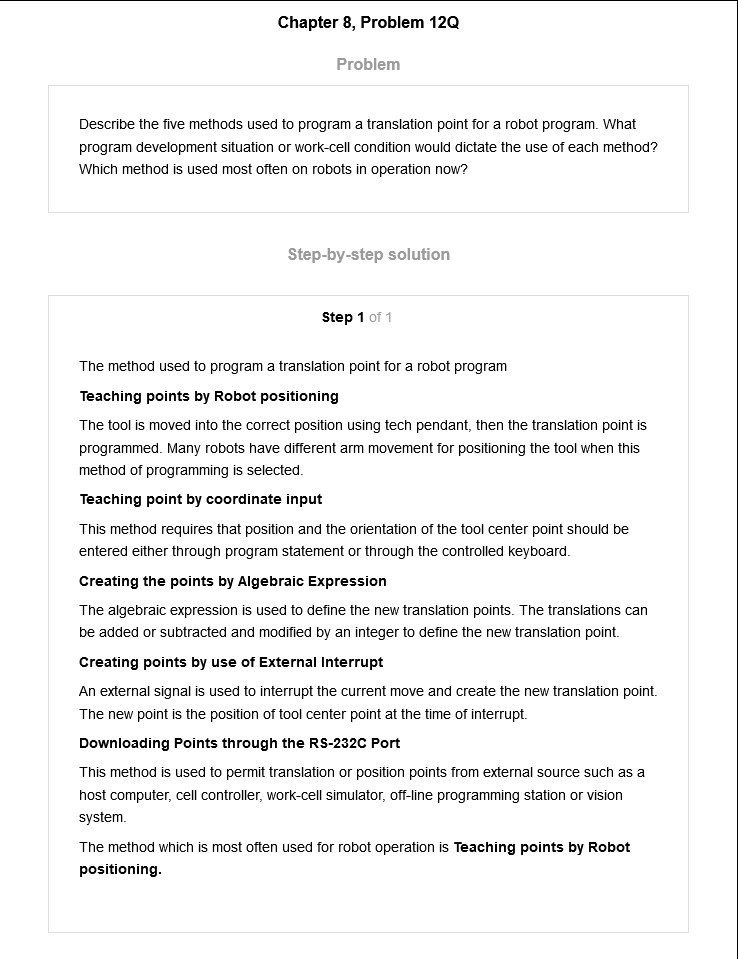 Chapter 8, Problem 12Q
Problem
Describe the five methods used to program a translation point for a robot program. What
program development situation or work-cell condition would dictate the use of each method?
Which method is used most often on robots in operation now?
Step-by-step solution
Step 1 of 1
The method used to program a translation point for a robot program
Teaching points by Robot positioning
The tool is moved into the correct position using tech pendant, then the translation point is
programmed. Many robots have different arm movement for positioning the tool when this
method of programming is selected.
Teaching point by coordinate input
This method requires that position and the orientation of the tool center point should be
entered either through program statement or through the controlled keyboard.
Creating the points by Algebraic Expression
The algebraic expression is used to define the new translation points. The translations can
be added or subtracted and modified by an integer to define the new translation point.
Creating points by use of External Interrupt
An external signal is used to interrupt the current move and create the new translation point.
The new point is the position of tool center point at the time of interrupt.
Downloading Points through the RS-232C Port
This method is used to permit translation or position points from external source such as a
host computer, cell controller, work-cell simulator, off-line programming station or vision
system.
The method which is most often used for robot operation is Teaching points by Robot
positioning.